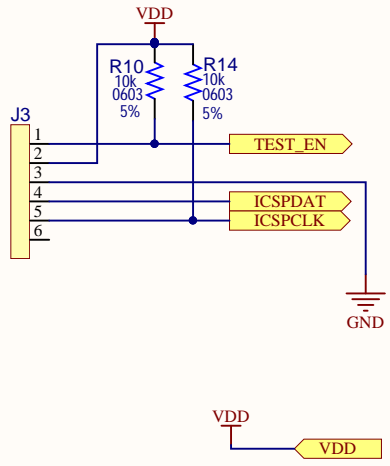 VDD
R10
10k
0603
5%
R14
10k
0603
5%
J3
1
2
3
4
5
6
TEST_EN
ICSPDAT
ICSPCLK
GND
VDD
VDD